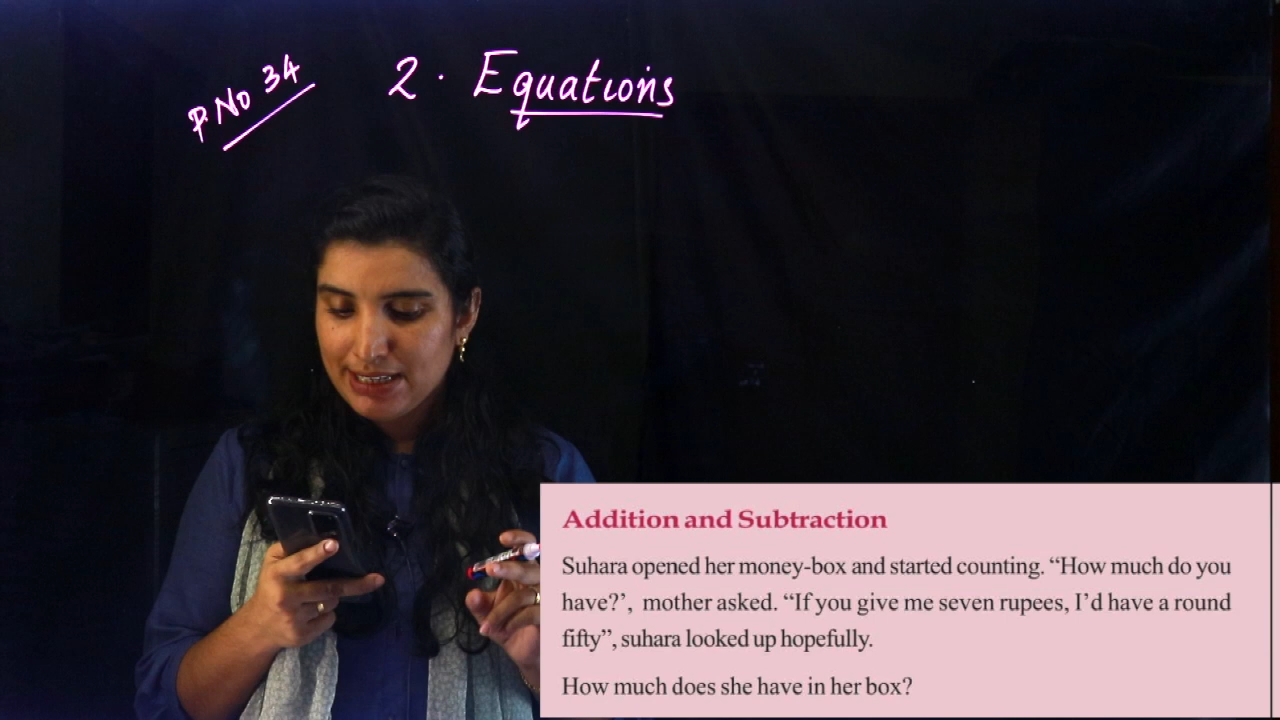 P. No 34
2. Equations
Addition and Subtraction
Suhara opened her money-box and started counting. “How much do you
have?’, mother asked. “If you give me seven rupees, I’d have a round
fifty”, suhara looked up hopefully.
How much does she have in her box?